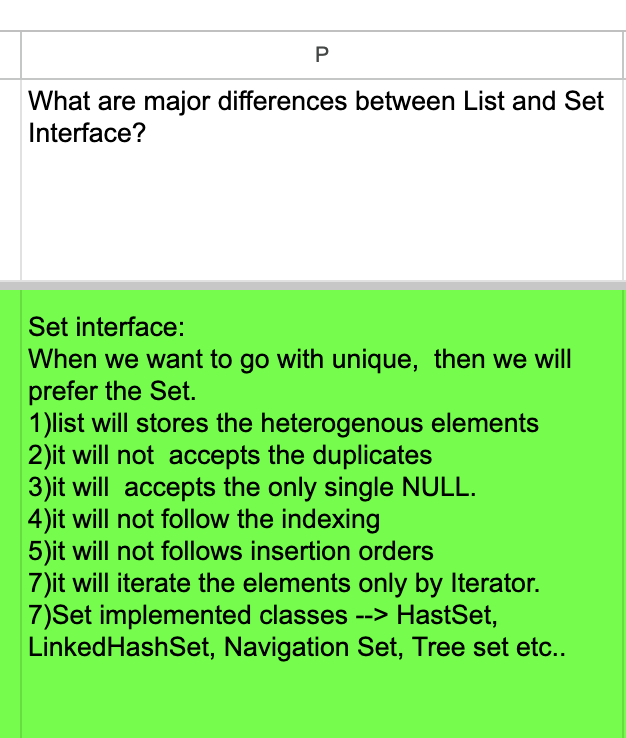 P
What are major differences between List and Set
Interface?
Set interface:
When we want to go with unique,  then we will
prefer the Set.
1)list will stores the heterogenous elements
2)it will not  accepts the duplicates
3)it will  accepts the only single NULL.
4)it will not follow the indexing
5)it will not follows insertion orders
7)it will iterate the elements only by Iterator.
7)Set implemented classes --> HastSet,
LinkedHashSet, Navigation Set, Tree set etc..